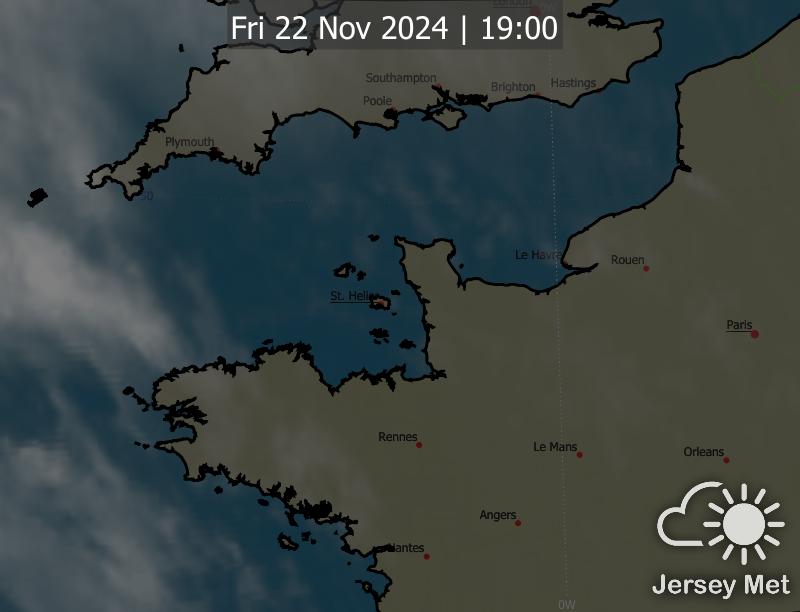 London
Fri 22 Nov 2024 | 19:00
Southampton
Brighton
Hastings
Poole
Plymouth
50
Le Havre
Rouen
St. Helier
Paris
Rennes
Le Mans
Orleans
Angers
Nantes
Jersey Met
0W